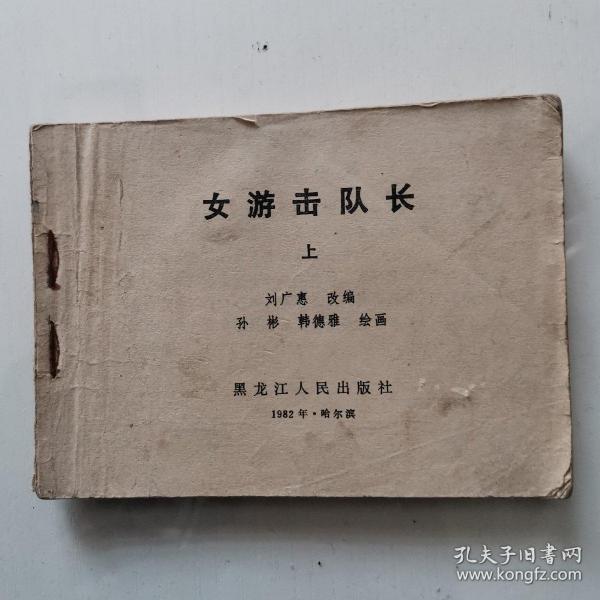 女游击队长
上
刘广惠 改编
孙 彬 韩德雅 绘画
黑龙江人民出版社
1982年·哈尔滨
孔夫子旧書网
www.kongfz.com